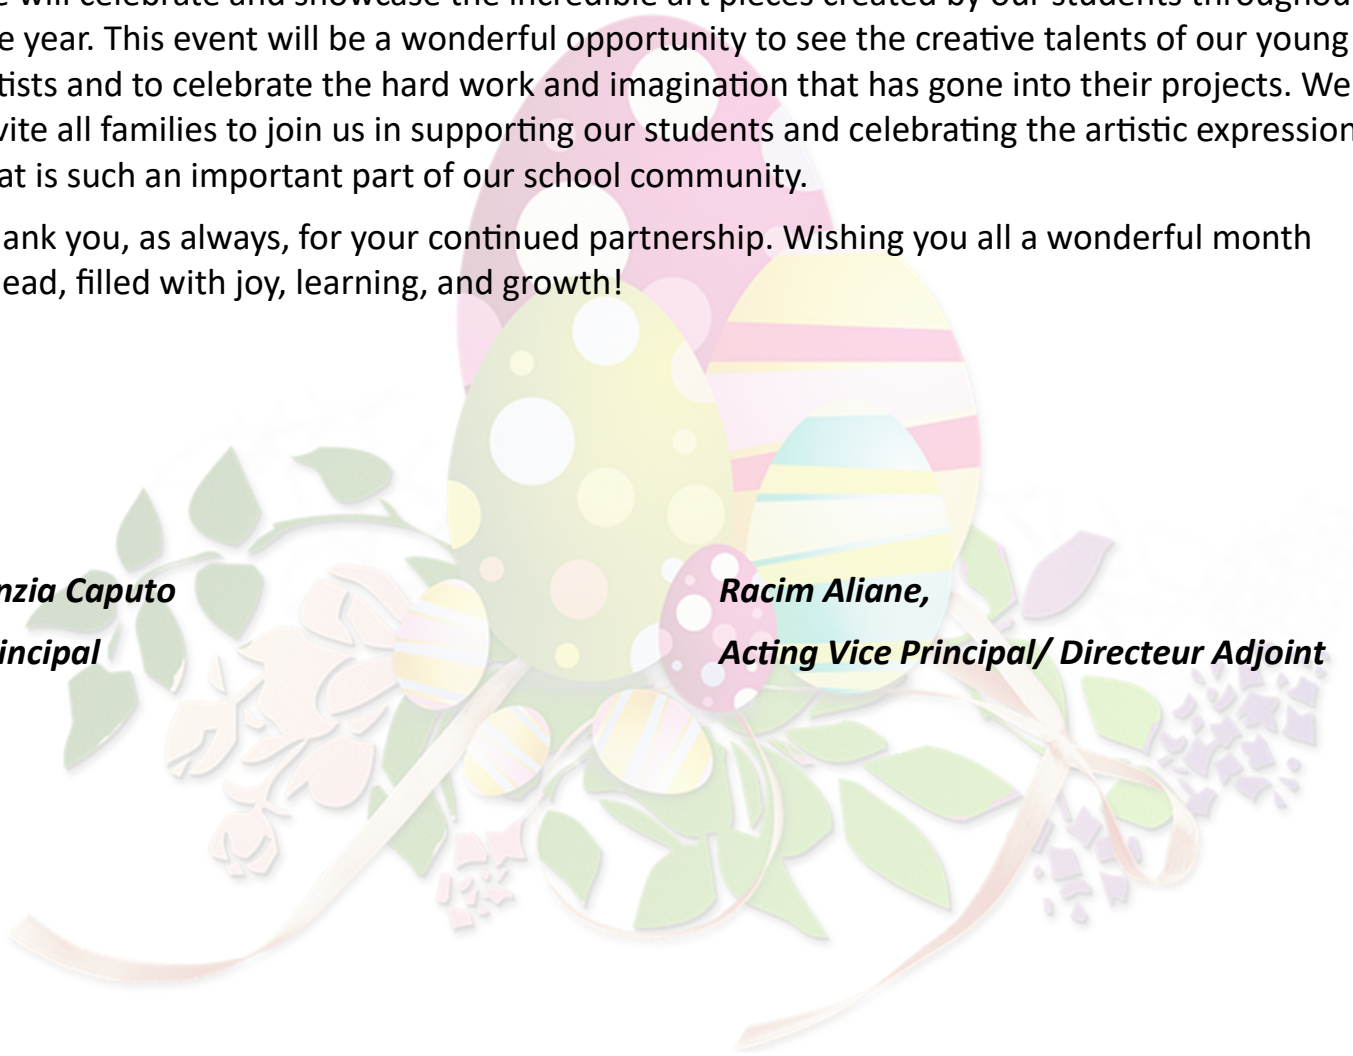 e will celebrate and showcase the incredible art pieces created by our students throughou
e year. This event will be a wonderful opportunity to see the creative talents of our young
tists and to celebrate the hard work and imagination that has gone into their projects. We
vite all families to join us in supporting our students and celebrating the artistic expression
at is such an important part of our school community.
ank you, as always, for your continued partnership. Wishing you all a wonderful month
ead, filled with joy, learning, and growth!
nzia Caputo
incipal
Racim Aliane,
Acting Vice Principal/ Directeur Adjoint